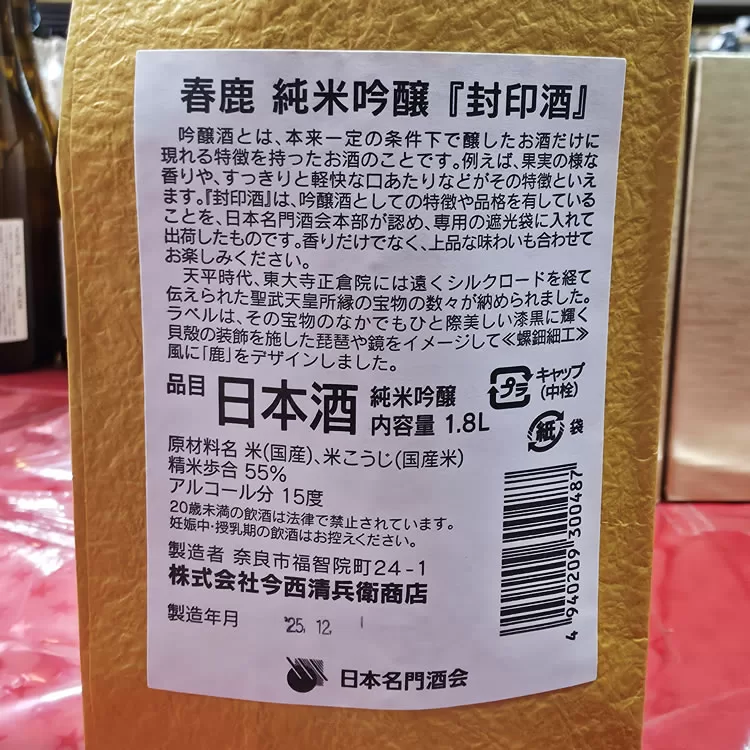 春鹿 純米吟醸『封印酒』
吟醸酒とは、本来一定の条件下で醸したお酒だけに
現れる特徴を持ったお酒のことです。例えば、果実の様な
香りや、すっきりと軽快な口あたりなどがその特徴といえ
ます。『封印酒』は、吟醸酒としての特徴や品格を有している
ことを、日本名門酒会本部が認め、専用の遮光袋に入れて
出荷したものです。香りだけでなく、上品な味わいも合わせて
お楽しみください。
天平時代、東大寺正倉院には遠くシルクロードを経て
伝えられた聖武天皇所縁の宝物の数々が納められました。
ラベルは、その宝物のなかでもひと際美しい漆黒に輝く
貝殻の装飾を施した琵琶や鏡をイメージして≪螺鈿細工≫
風に「鹿」をデザインしました。
品目 日本酒 純米吟醸
内容量 1.8L
プラ キャップ
(中栓)
紙 袋
原材料名 米(国産)、米こうじ(国産米)
精米歩合 55%
アルコール分 15度
20歳未満の飲酒は法律で禁止されています。
妊娠中・授乳期の飲酒はお控えください。
製造者 奈良市福智院町24-1
株式会社今西清兵衛商店
製造年月 '25, 12,
4 940209 300487
日本名門酒会